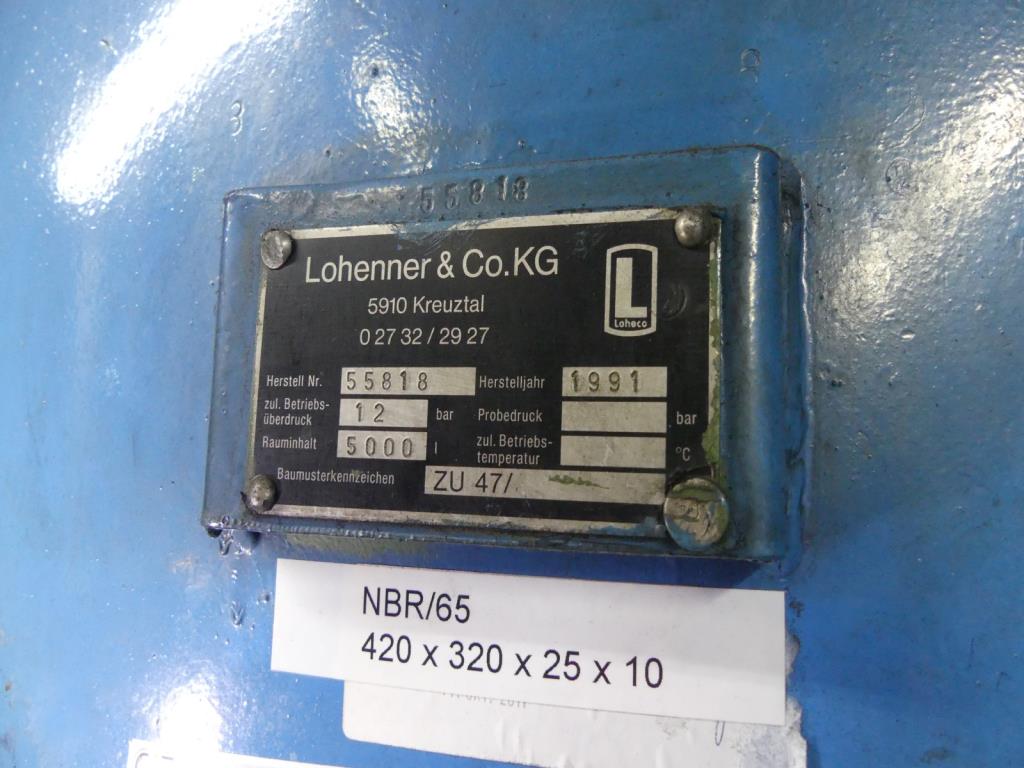 55818
Lohenner & Co.KG
5910 Kreuztal
0 27 32 / 29 27
L
Loheco
Herstell Nr. 55818 Herstelljahr 1991
zul. Betriebs-
überdruck 12 bar Probedruck bar
Rauminhalt 5000 l zul. Betriebs-
temperatur °C
Baumusterkennzeichen ZU 47/
NBR/65
420 x 320 x 25 x 10